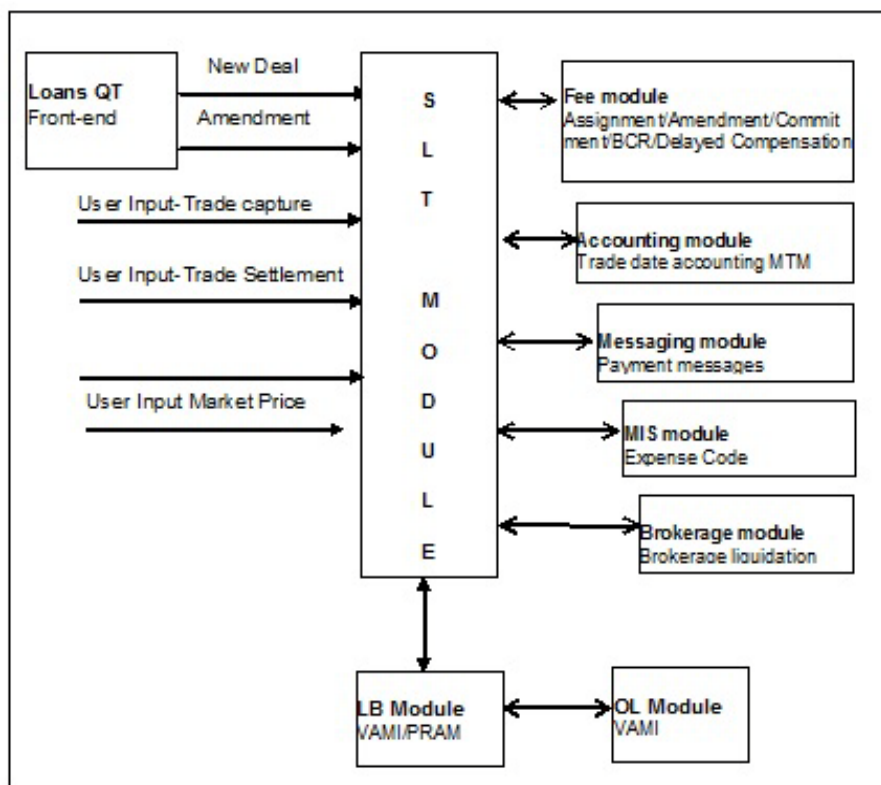 New Deal
Loans QT
Front-end
Amendment
User Input-Trade capture
User Input-Trade Settlement
User Input Market Price
S
L
T
M
O
D
U
L
E
Fee module
Assignment/Amendment/Commit
ment/BCR/Delayed Compensation
Accounting module
Trade date accounting MTM
Messaging module
Payment messages
MIS module
Expense Code
Brokerage module
Brokerage liquidation
LB Module
VAMI/PRAM
OL Module
VAMI